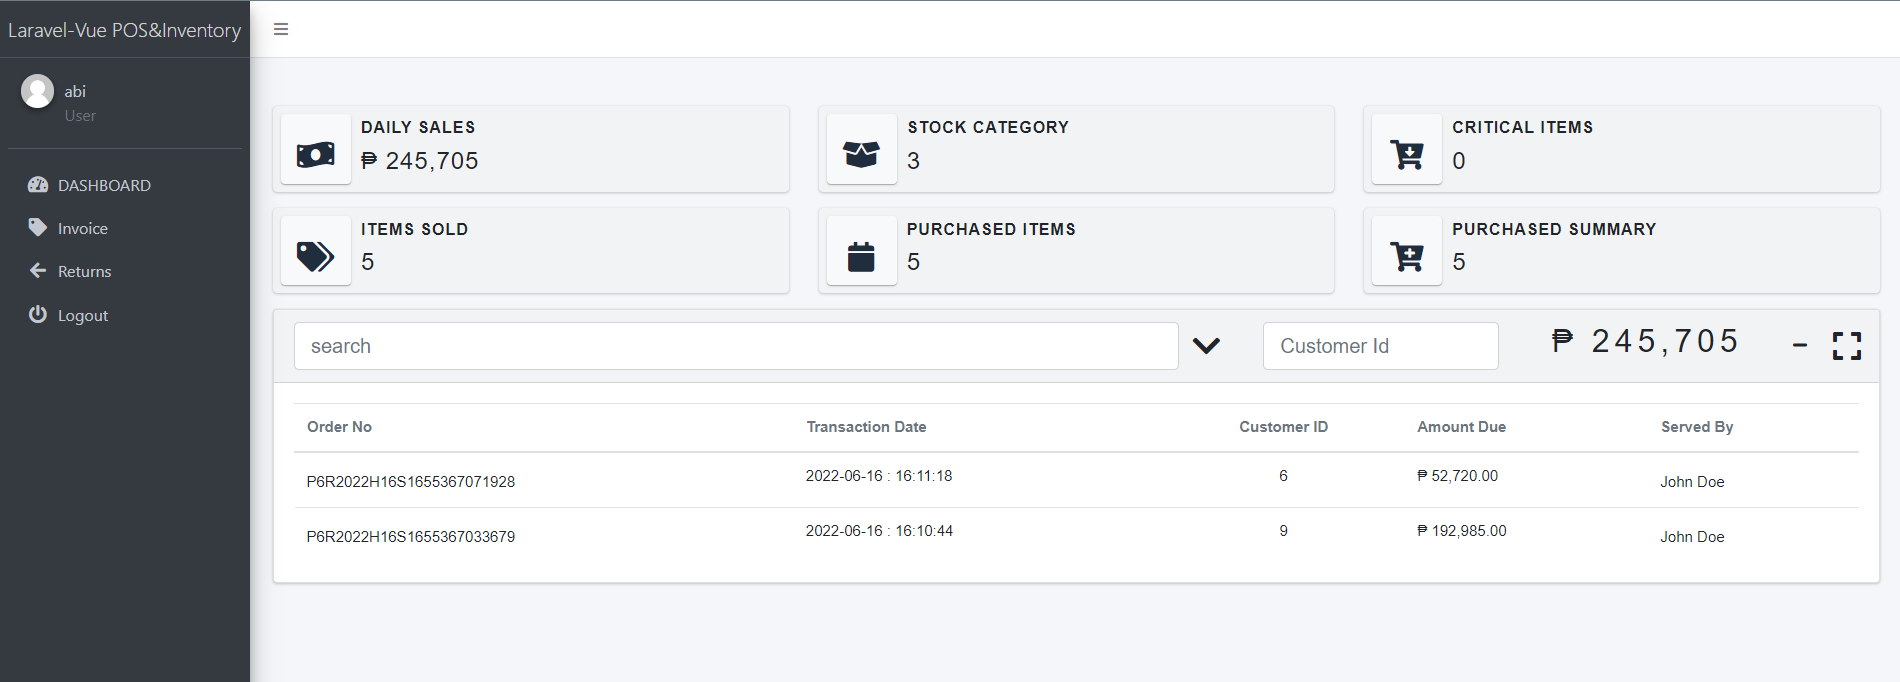 Laravel-Vue POS&Inventory
abi
User
DASHBOARD
Invoice
Returns
Logout
DAILY SALES
₱ 245,705
STOCK CATEGORY
3
CRITICAL ITEMS
0
ITEMS SOLD
5
PURCHASED ITEMS
5
PURCHASED SUMMARY
5
search
Customer Id
₱ 245,705
Order No Transaction Date Customer ID Amount Due Served By
P6R2022H16S1655367071928 2022-06-16 : 16:11:18 6 ₱ 52,720.00 John Doe
P6R2022H16S1655367033679 2022-06-16 : 16:10:44 9 ₱ 192,985.00 John Doe